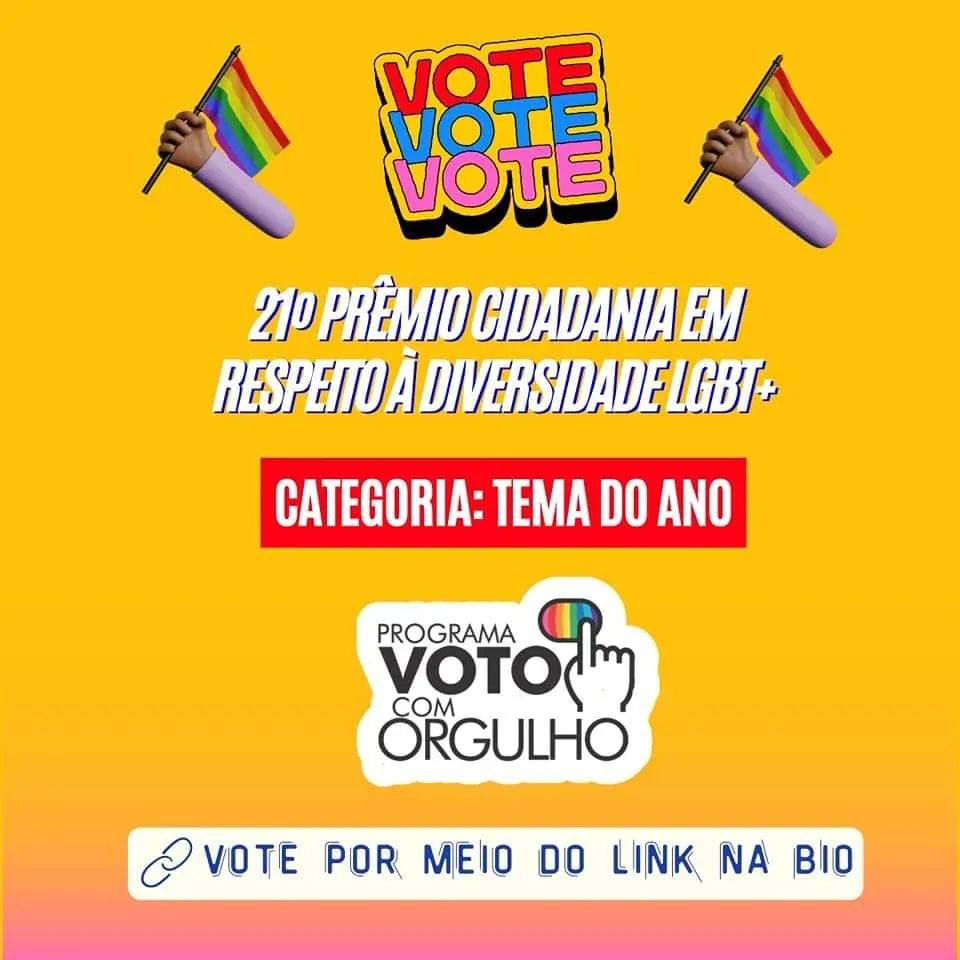 VOTE
VOTE
VOTE
21º PRÊMIO CIDADANIA EM
RESPEITO À DIVERSIDADE LGBT+
CATEGORIA: TEMA DO ANO
PROGRAMA
VOTO
COM
ORGULHO
VOTE POR MEIO DO LINK NA BIO